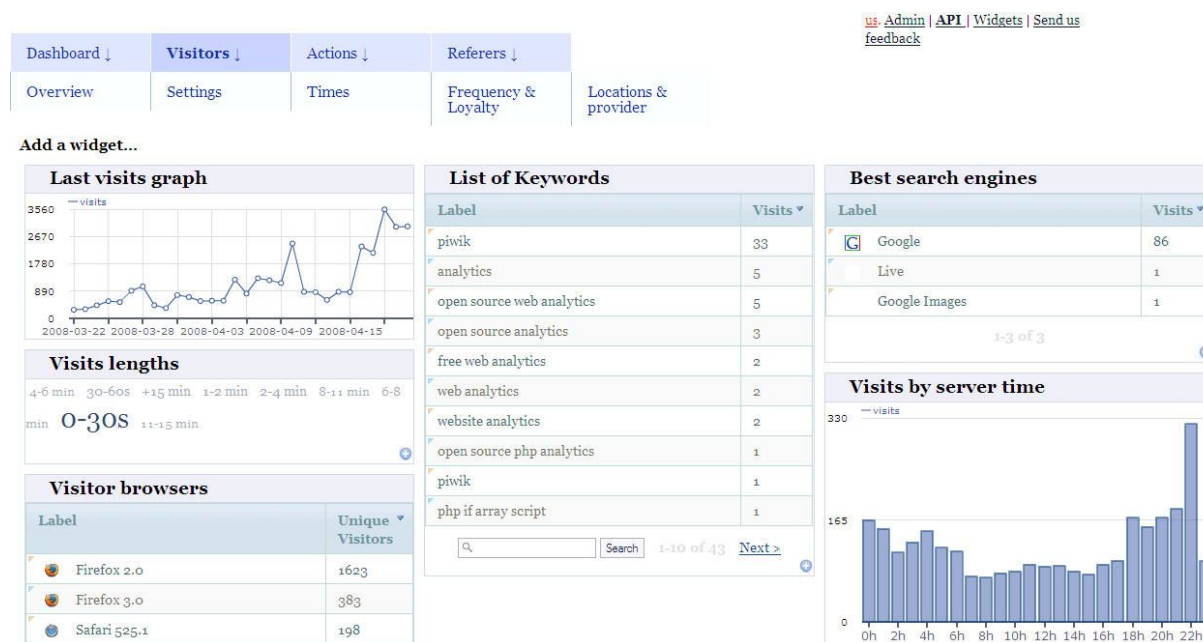 us. Admin | API | Widgets | Send us
feedback
Dashboard ↓ Visitors ↓ Actions ↓ Referers ↓
Overview Settings Times Frequency & Loyalty Locations & provider
Add a widget...
Last visits graph
visits
3560
2670
1780
890
0
2008-03-22 2008-03-28 2008-04-03 2008-04-09 2008-04-15
Visits lengths
4-6 min 30-60s +15 min 1-2 min 2-4 min 8-11 min 6-8
min 0-30s 11-15 min
Visitor browsers
Label Unique Visitors
Firefox 2.0 1623
Firefox 3.0 383
Safari 525.1 198
List of Keywords
Label Visits
piwik 33
analytics 5
open source web analytics 5
open source analytics 3
free web analytics 2
web analytics 2
website analytics 2
open source php analytics 1
piwik 1
php if array script 1
Search 1-10 of 43 Next >
Best search engines
Label Visits
G Google 86
Live 1
Google Images 1
1-3 of 3
Visits by server time
visits
330
165
0
0h 2h 4h 6h 8h 10h 12h 14h 16h 18h 20h 22h